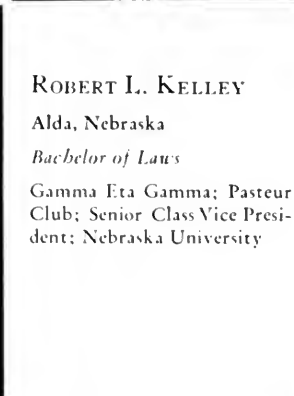 ROBERT L. KELLEY
Alda, Nebraska
Bachelor of Laws
Gamma Eta Gamma; Pasteur
Club; Senior Class Vice Presi-
dent; Nebraska University